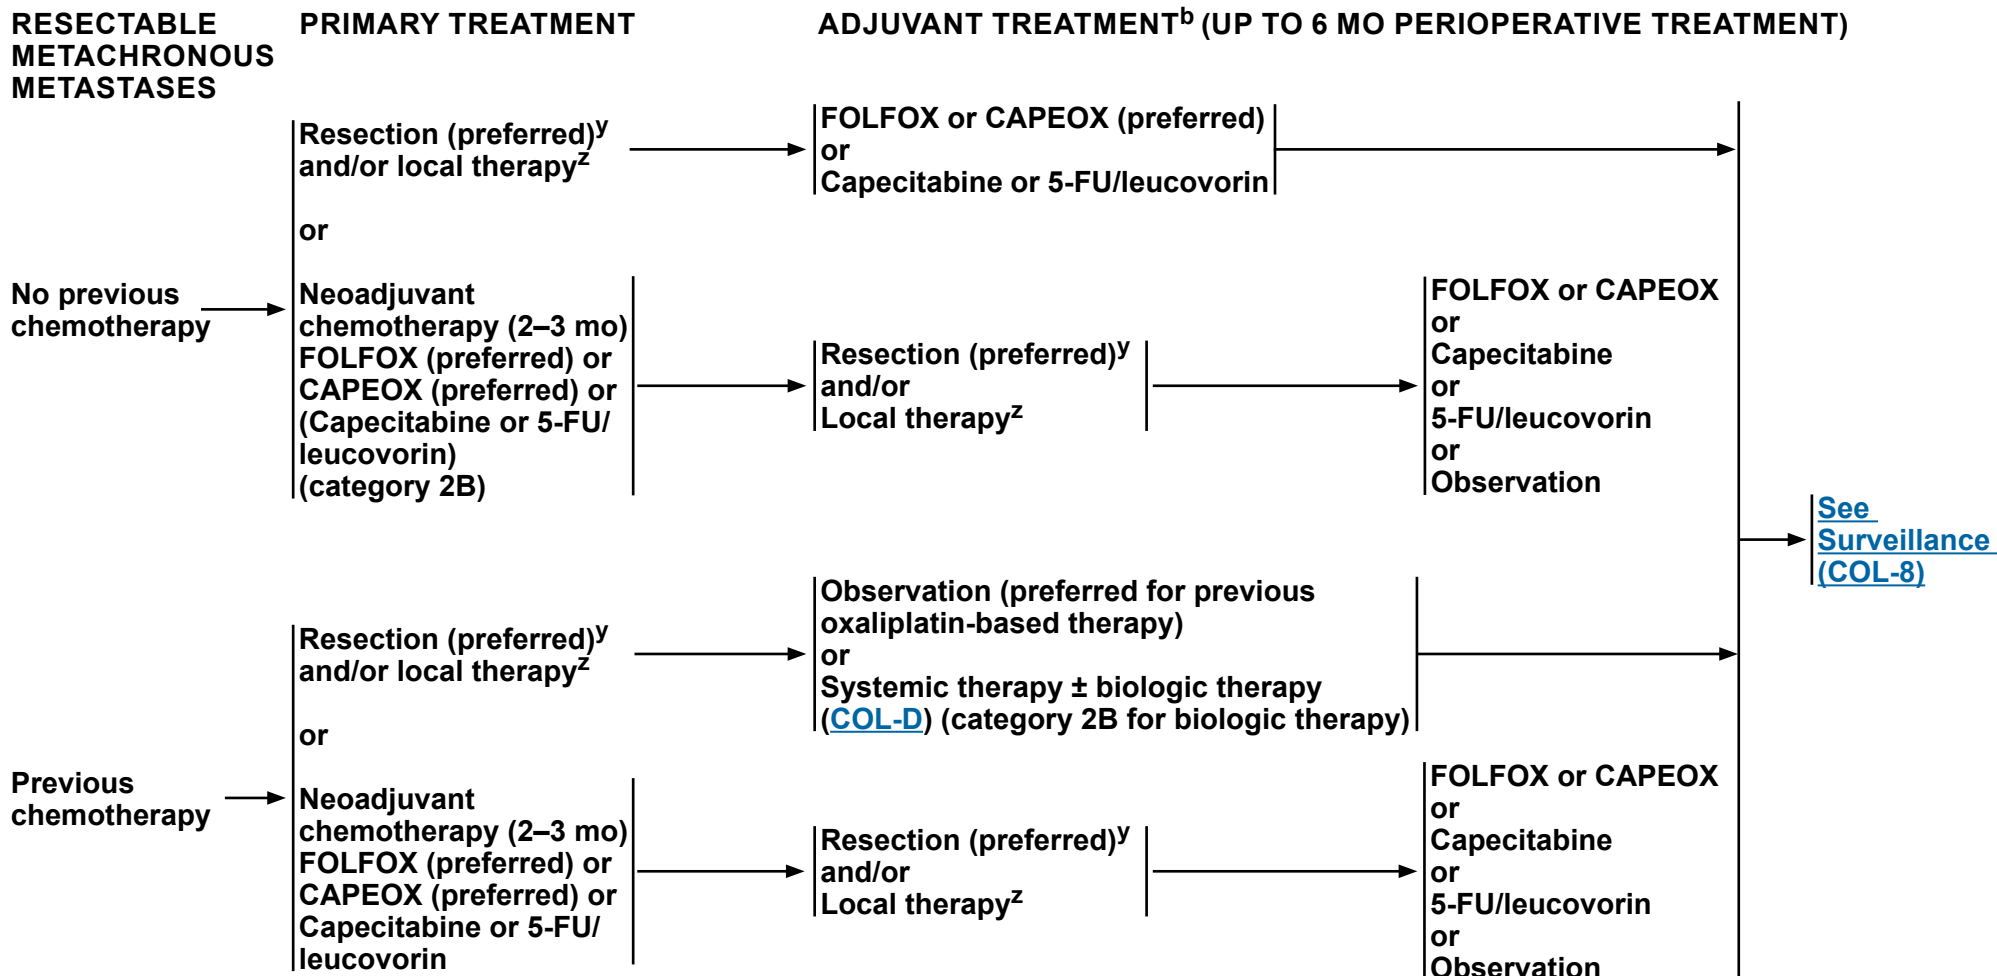 RESECTABLE
METACHRONOUS
METASTASES
PRIMARY TREATMENT
ADJUVANT TREATMENTb (UP TO 6 MO PERIOPERATIVE TREATMENT)
No previous
chemotherapy
Resection (preferred)y
and/or local therapyz
or
Neoadjuvant
chemotherapy (2–3 mo)
FOLFOX (preferred) or
CAPEOX (preferred) or
(Capecitabine or 5-FU/
leucovorin)
(category 2B)
FOLFOX or CAPEOX (preferred)
or
Capecitabine or 5-FU/leucovorin
Resection (preferred)y
and/or
Local therapyz
FOLFOX or CAPEOX
or
Capecitabine
or
5-FU/leucovorin
or
Observation
Previous
chemotherapy
Resection (preferred)y
and/or local therapyz
or
Neoadjuvant
chemotherapy (2–3 mo)
FOLFOX (preferred) or
CAPEOX (preferred) or
Capecitabine or 5-FU/
leucovorin
Observation (preferred for previous
oxaliplatin-based therapy)
or
Systemic therapy ± biologic therapy
(COL-D) (category 2B for biologic therapy)
Resection (preferred)y
and/or
Local therapyz
FOLFOX or CAPEOX
or
Capecitabine
or
5-FU/leucovorin
or
Observation
See
Surveillance
(COL-8)